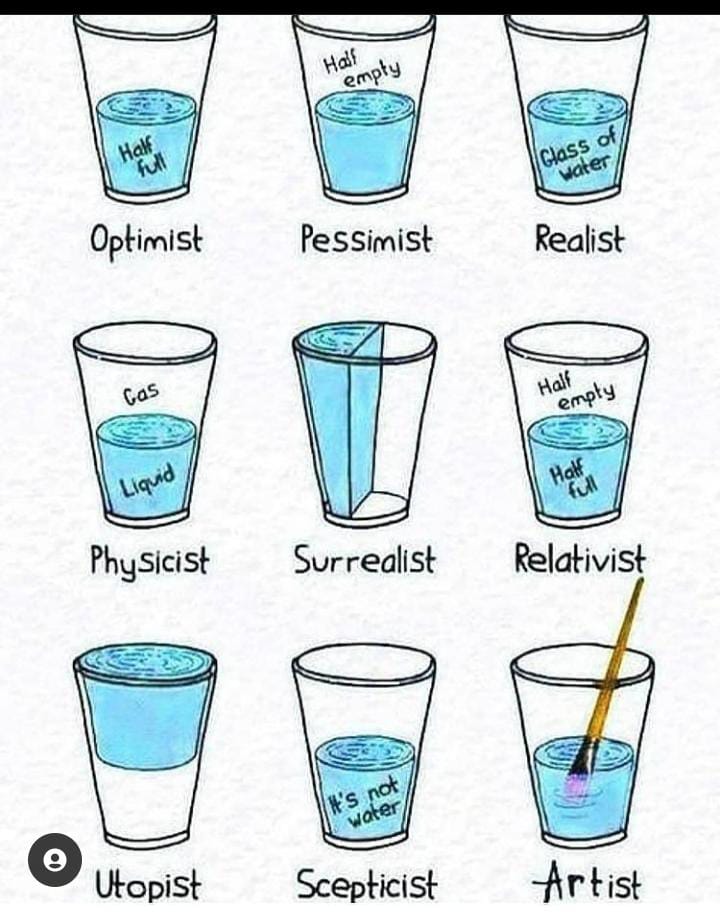 Half
empty
Half
full
Glass of
water
Optimist
Pessimist
Realist
Gas
Liquid
Half
empty
Half
full
Physicist
Surrealist
Relativist
It's not
water
Utopist
Scepticist
Artist